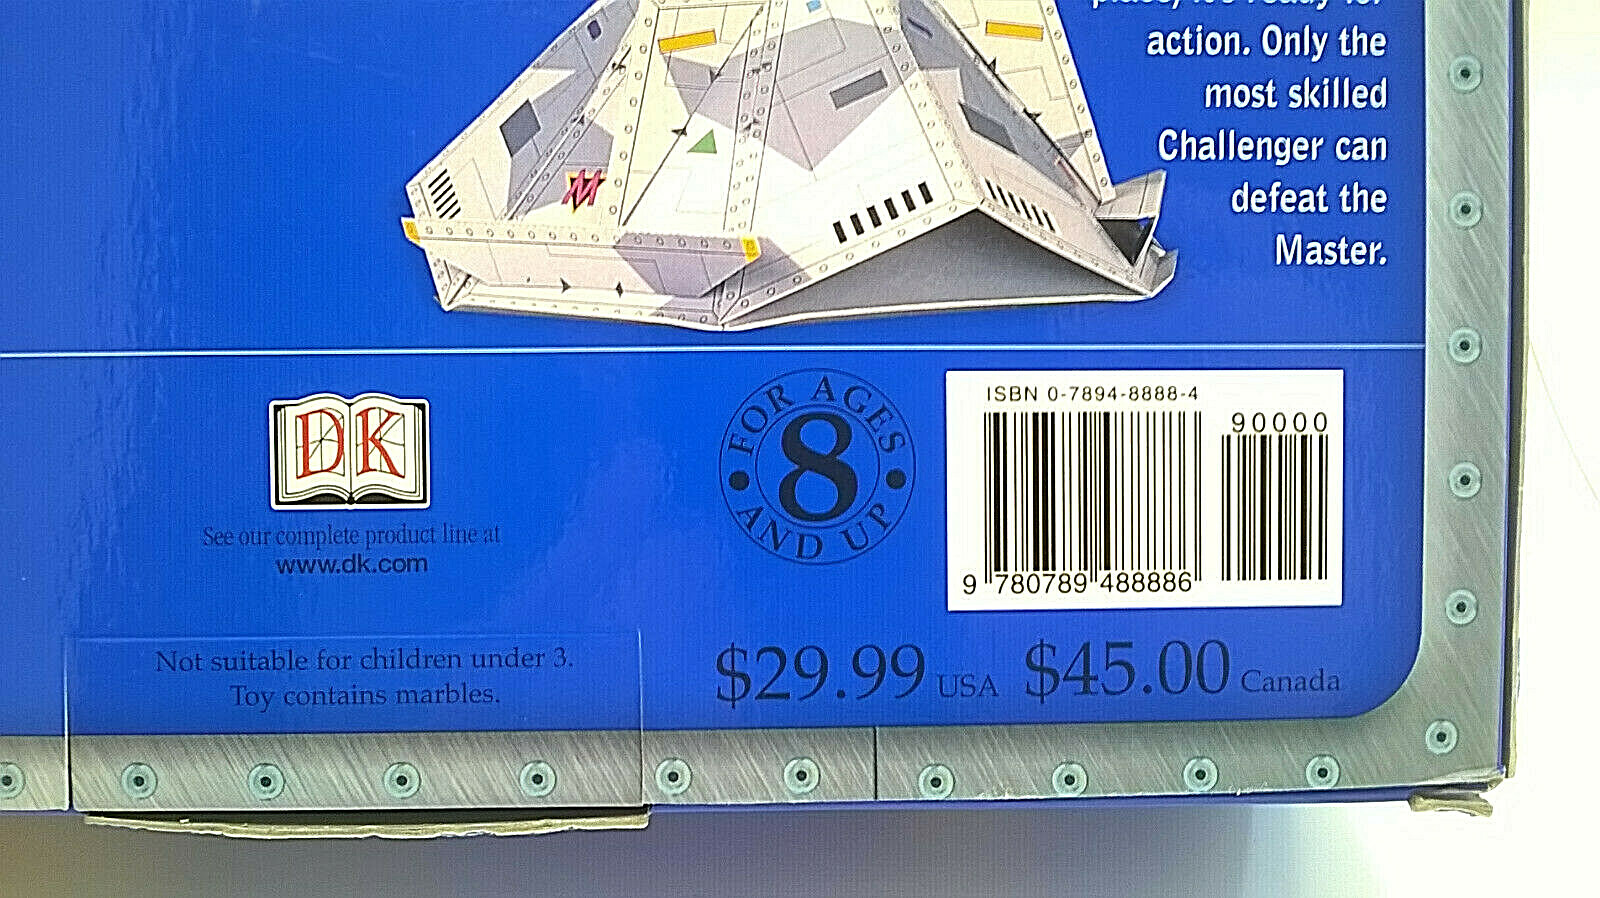 action. Only the
most skilled
Challenger can
defeat the
Master.
M
DK
See our complete product line at
www.dk.com
FOR AGES
8
AND UP
ISBN 0-7894-8888-4
90000
9 780789 488886
Not suitable for children under 3.
Toy contains marbles.
$29.99 USA $45.00 Canada